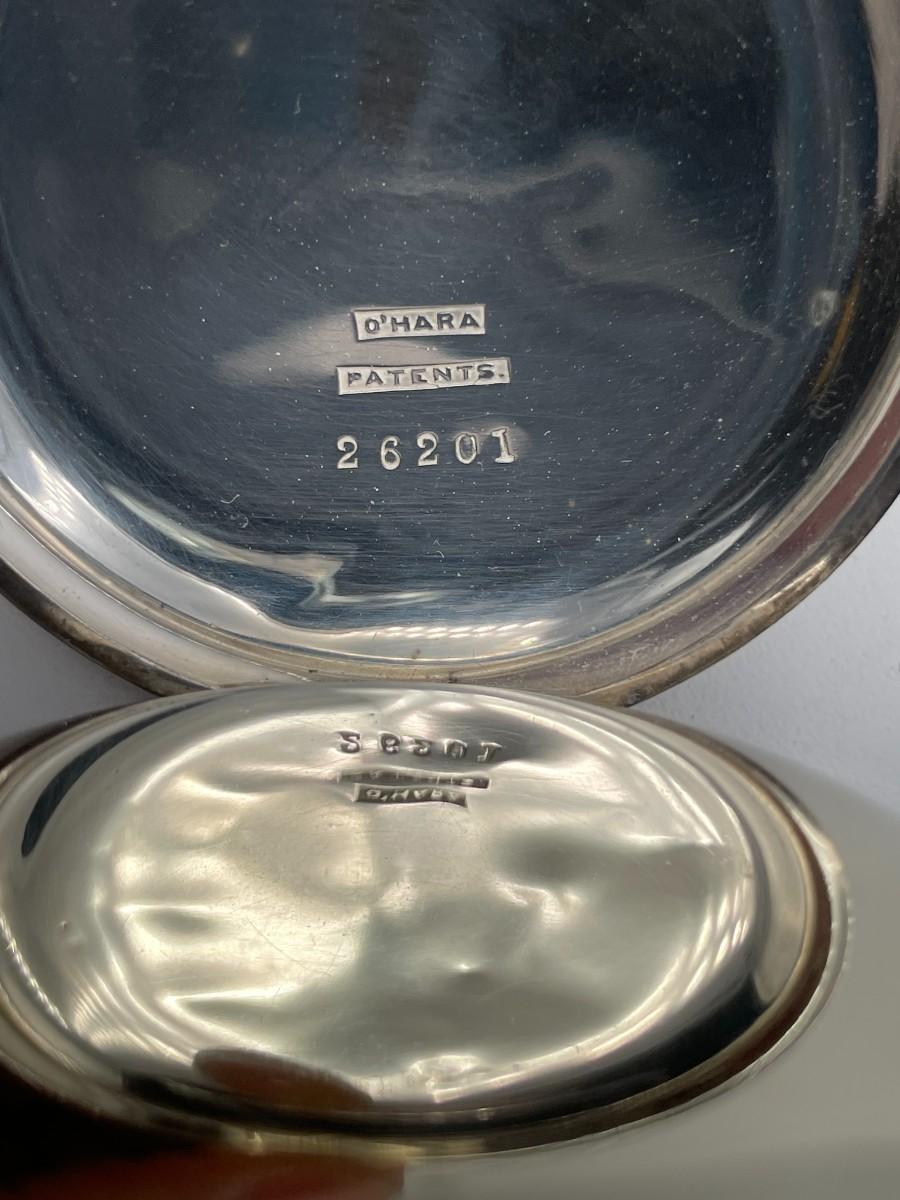 O'HARA
PATENTS.
26201